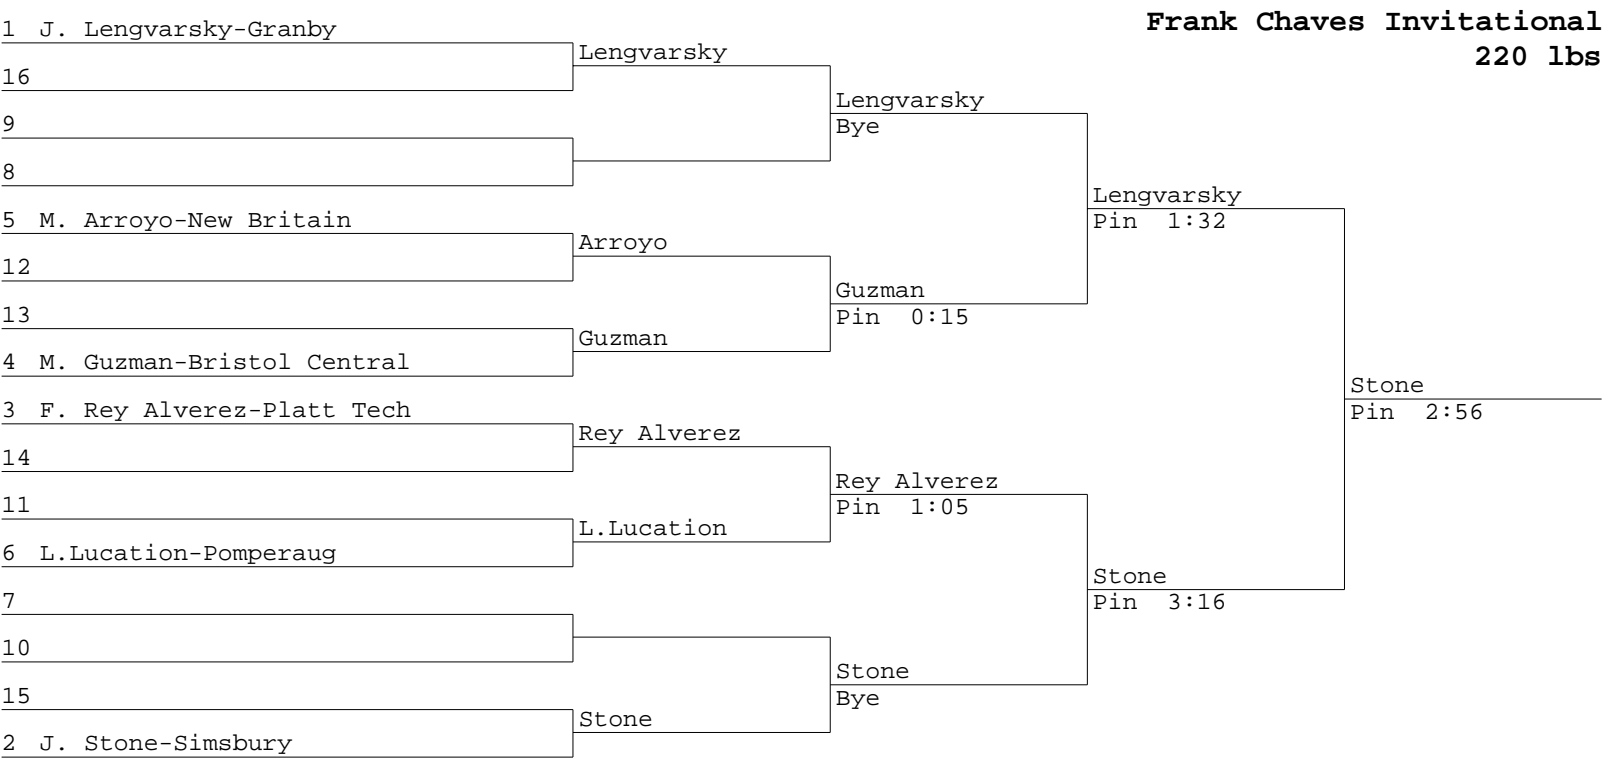 Frank Chaves Invitational
220 lbs
1 J. Lengvarsky-Granby
16
9
8
5 M. Arroyo-New Britain
12
13
4 M. Guzman-Bristol Central
3 F. Rey Alverez-Platt Tech
14
11
6 L.Lucation-Pomperaug
7
10
15
2 J. Stone-Simsbury
Lengvarsky
Arroyo
Guzman
Rey Alverez
L.Lucation
Stone
Lengvarsky
Bye
Guzman
Pin 0:15
Rey Alverez
Pin 1:05
Stone
Bye
Lengvarsky
Pin 1:32
Stone
Pin 3:16
Stone
Pin 2:56